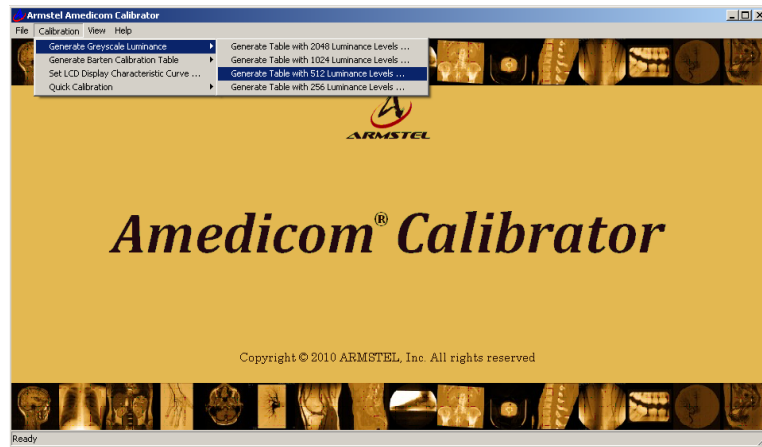 Armstel Amedicom Calibrator
File Calibration View Help
Generate Greyscale Luminance
Generate Barten Calibration Table
Set LCD Display Characteristic Curve ...
Quick Calibration
Generate Table with 2048 Luminance Levels ...
Generate Table with 1024 Luminance Levels ...
Generate Table with 512 Luminance Levels ...
Generate Table with 256 Luminance Levels ...
ARMSTEL
Amedicom® Calibrator
Copyright © 2010 ARMSTEL, Inc. All rights reserved
Ready